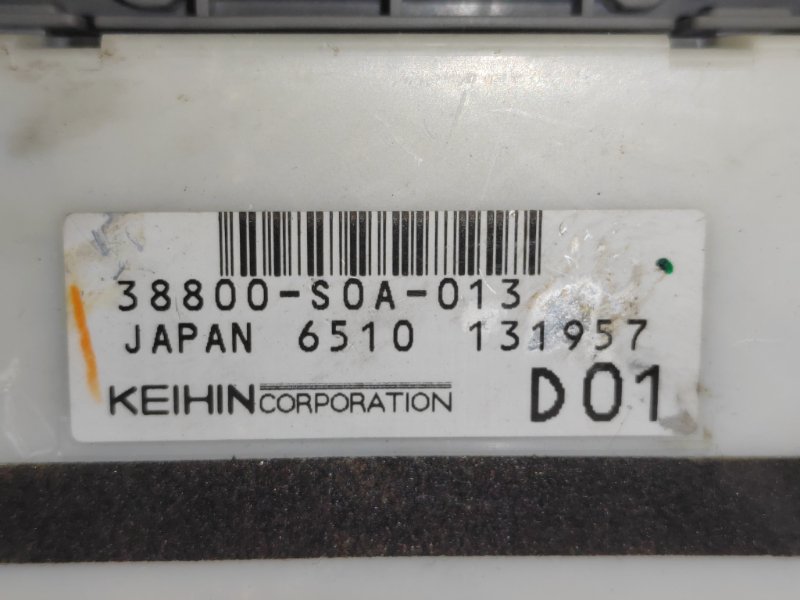 38800-S0A-013
JAPAN 6510 131957
KEIHIN CORPORATION D01